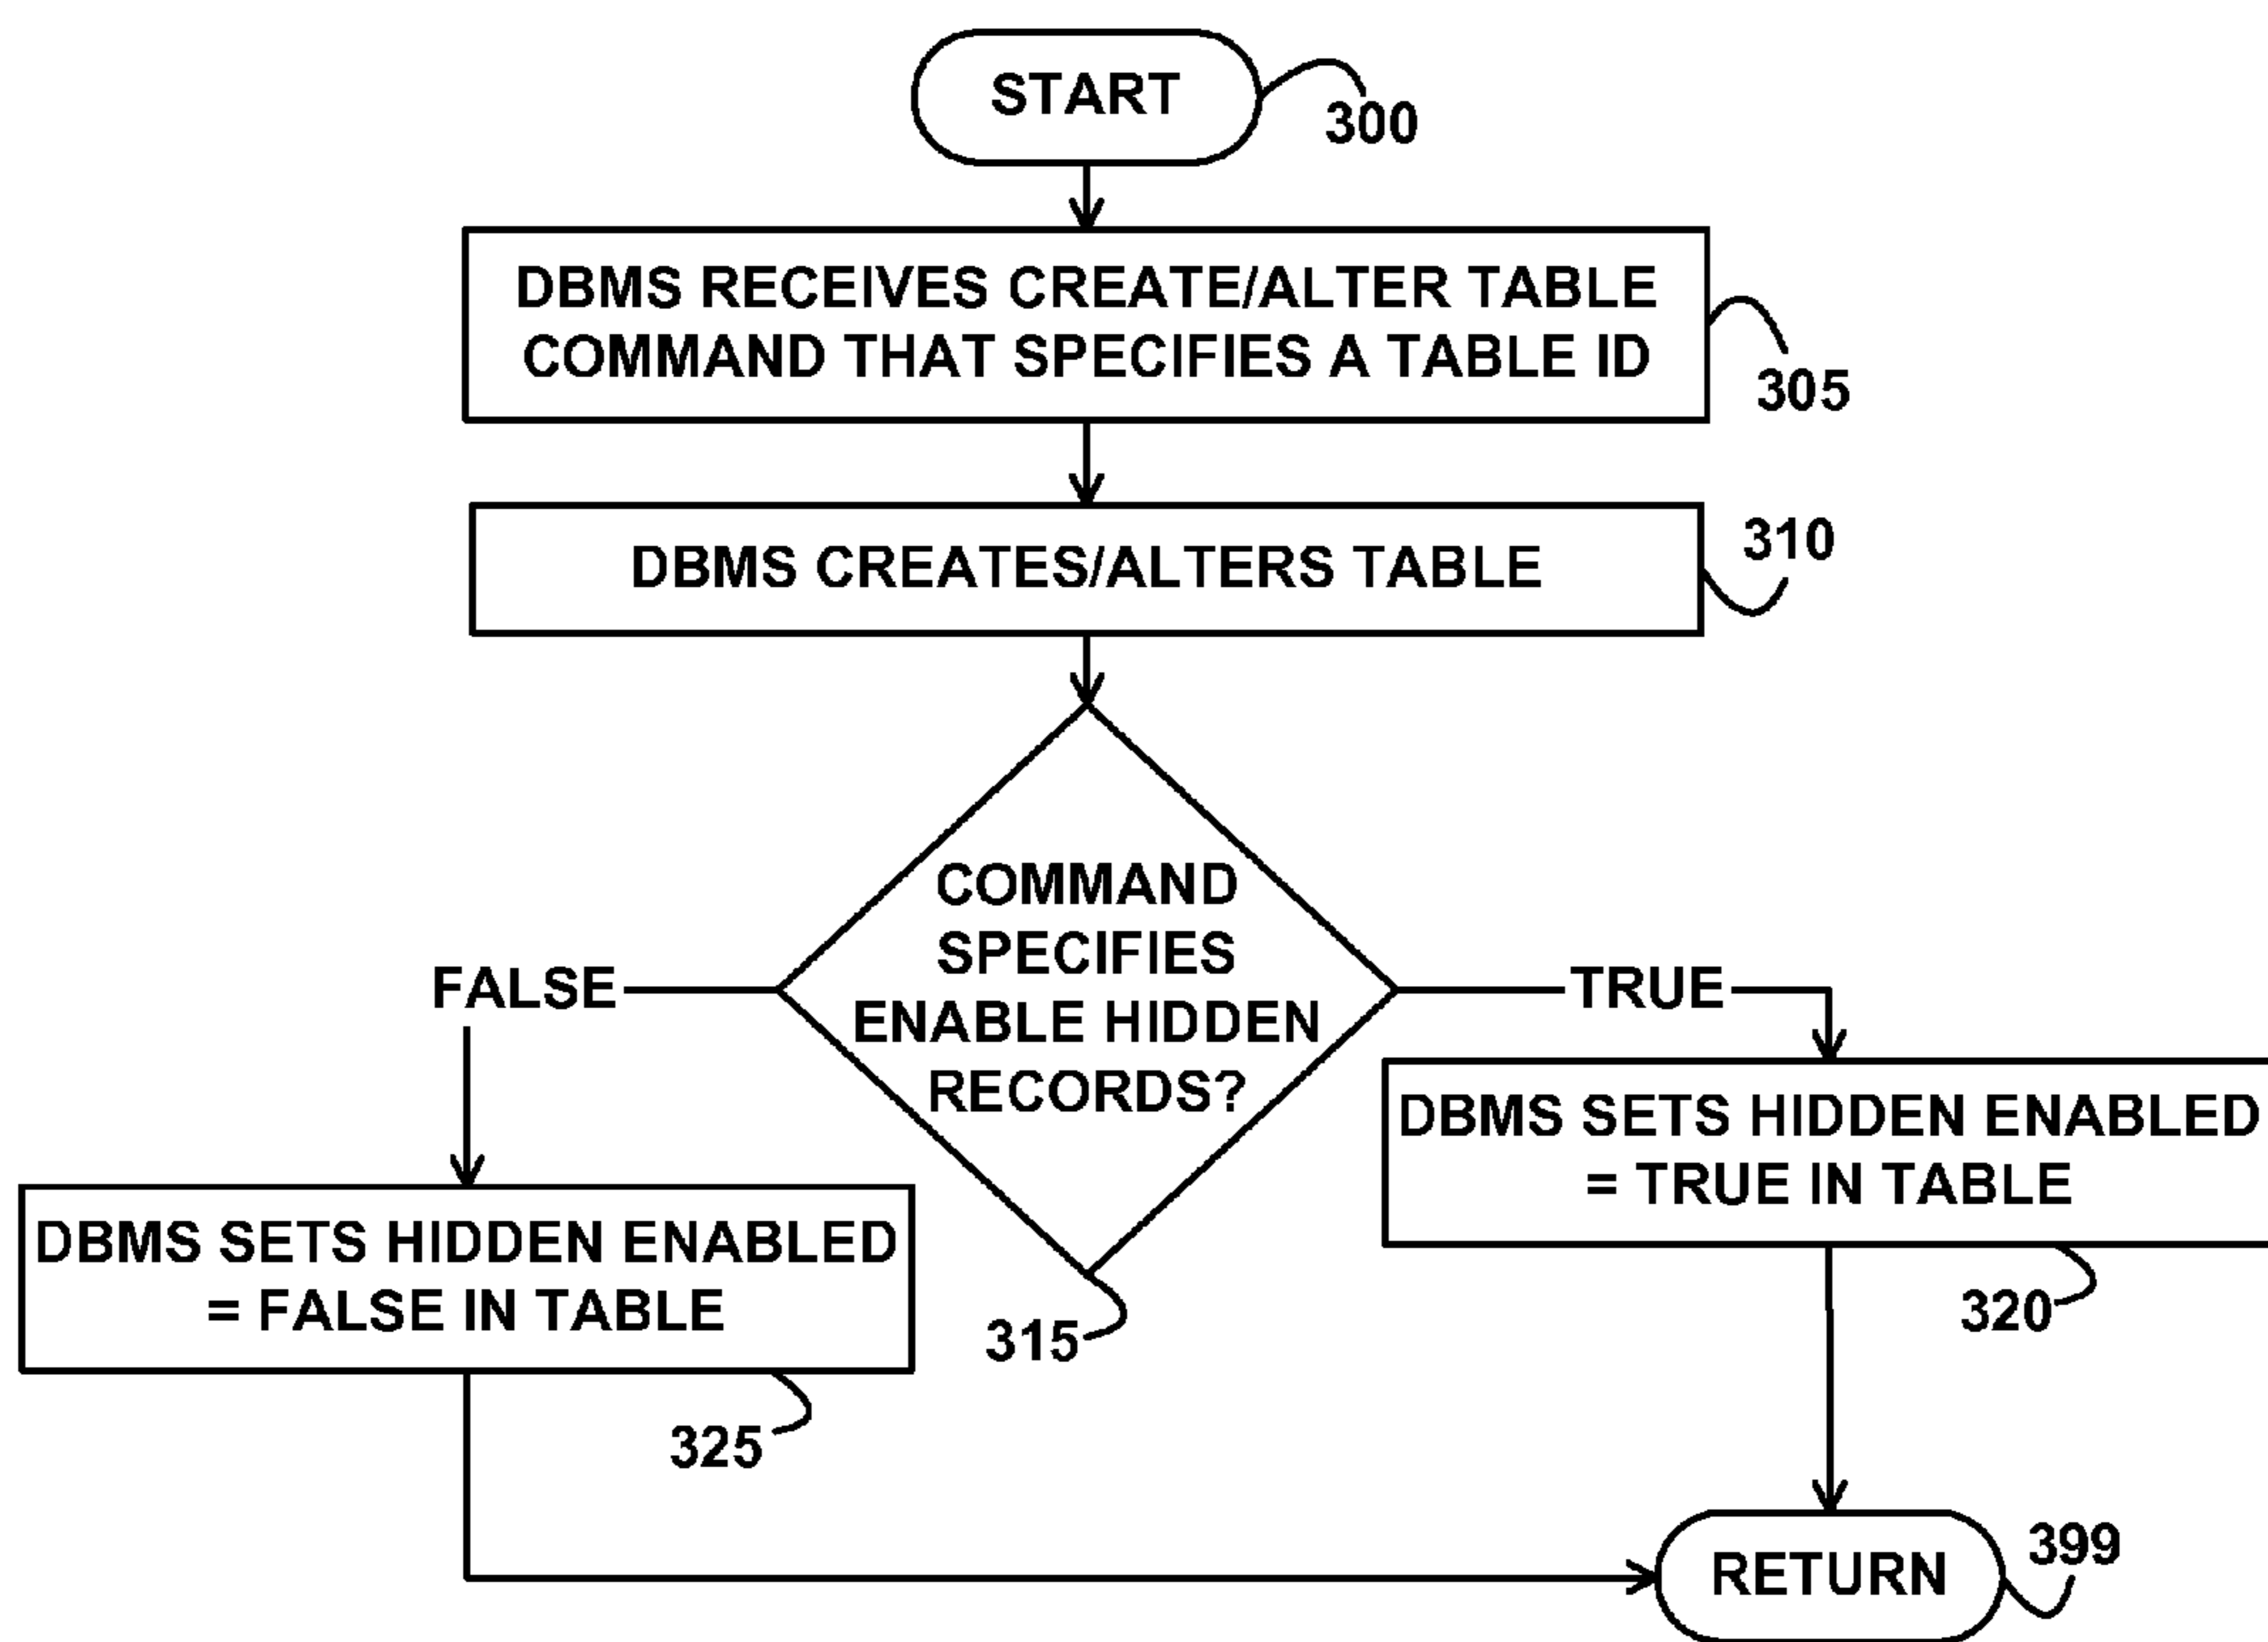 START
300
DBMS RECEIVES CREATE/ALTER TABLE
COMMAND THAT SPECIFIES A TABLE ID
305
DBMS CREATES/ALTERS TABLE
310
COMMAND
SPECIFIES
ENABLE HIDDEN
RECORDS?
315
FALSE
TRUE
DBMS SETS HIDDEN ENABLED
= TRUE IN TABLE
320
DBMS SETS HIDDEN ENABLED
= FALSE IN TABLE
325
RETURN
399